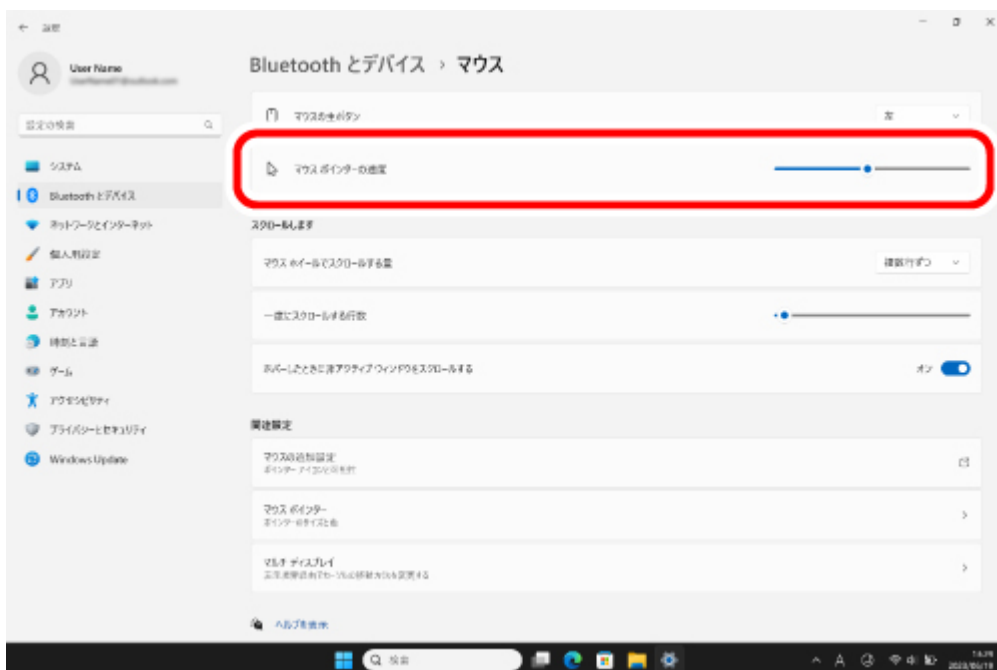 設定
User Name
Bluetooth とデバイス › マウス
設定の検索
マウスの主ボタン
左
マウス ポインターの速度
システム
Bluetooth とデバイス
ネットワークとインターネット
個人用設定
アプリ
アカウント
時刻と言語
ゲーム
アクセシビリティ
プライバシーとセキュリティ
Windows Update
スクロールします
マウス ホイールでスクロールする量
複数行ずつ
一度にスクロールする行数
ホバーしたときに非アクティブ ウィンドウをスクロールする
オン
関連設定
マウスの追加設定
ポインター アイコンと可視性
マウス ポインター
ポインターのサイズと色
マルチ ディスプレイ
ヘルプを表示
検索
A